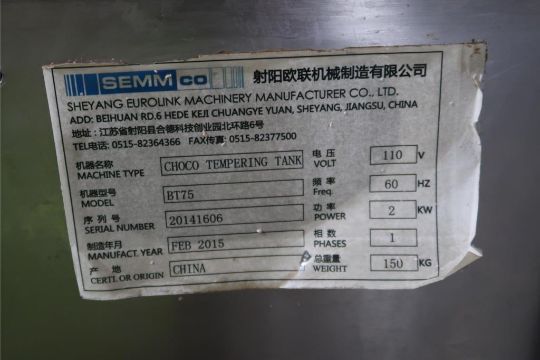 SEMM CO
射阳欧联机械制造有限公司
SHEYANG EUROLINK MACHINERY MANUFACTURER CO., LTD.
ADD: BEIHUAN RD.6 HEDE KEJI CHUANGYE YUAN, SHEYANG, JIANGSU, CHINA
地址:江苏省射阳县合德科技创业园北环路6号
TEL电话: 0515-82364366 FAX传真: 0515-82377500
机器名称
MACHINE TYPE CHOCO TEMPERING TANK
电压
VOLT 110 V
机器型号
MODEL BT75
频率
Freq. 60 HZ
序列号
SERIAL NUMBER 20141606
功率
POWER 2 KW
制造年月
MANUFACT. YEAR FEB 2015
相数
PHASES 1
产地
CERTI. OR ORIGIN CHINA
总重量
WEIGHT 150 KG